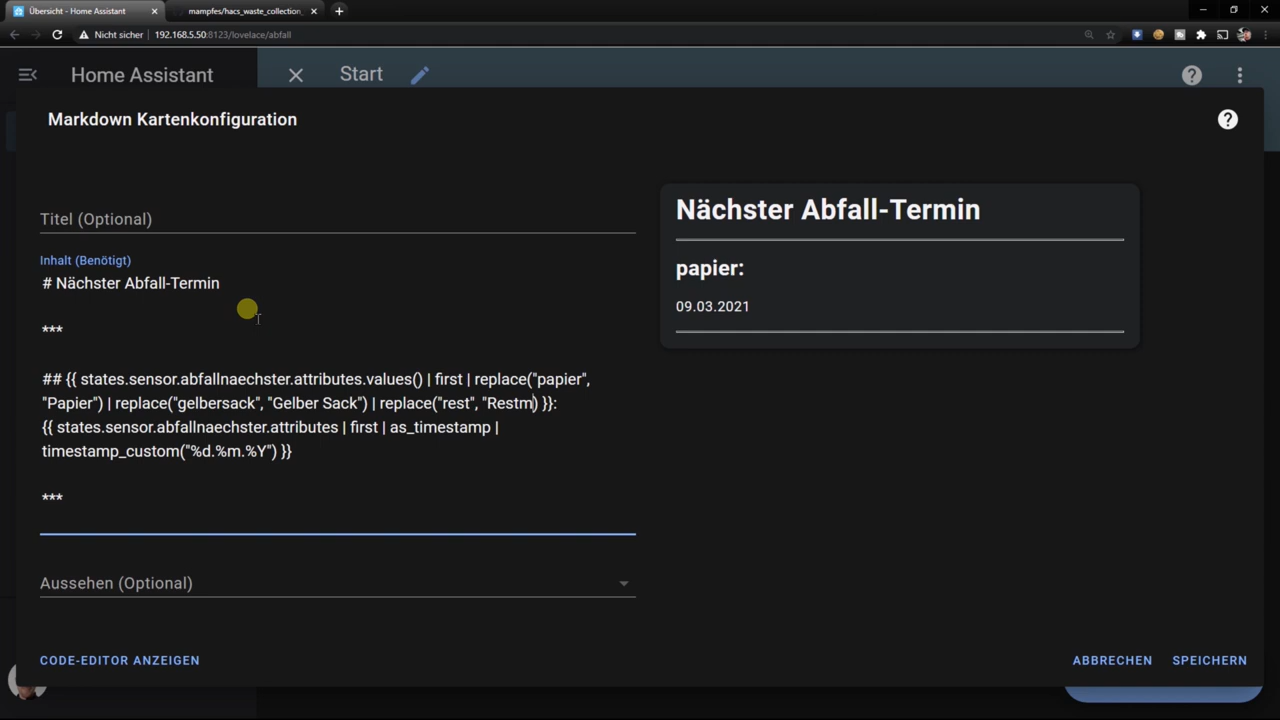 Übersicht - Home Assistant
mampfes/hacs_waste_collection_
Nicht sicher | 192.168.5.50:8123/lovelace/abfall
Home Assistant
Start
Markdown Kartenkonfiguration
Titel (Optional)
Inhalt (Benötigt)
# Nächster Abfall-Termin
***
## {{ states.sensor.abfallnaechster.attributes.values() | first | replace("papier",
"Papier") | replace("gelbersack", "Gelber Sack") | replace("rest", "Restm) }}:
{{ states.sensor.abfallnaechster.attributes | first | as_timestamp |
timestamp_custom("%d.%m.%Y") }}
***
Aussehen (Optional)
CODE-EDITOR ANZEIGEN
Nächster Abfall-Termin
papier:
09.03.2021
ABBRECHEN
SPEICHERN